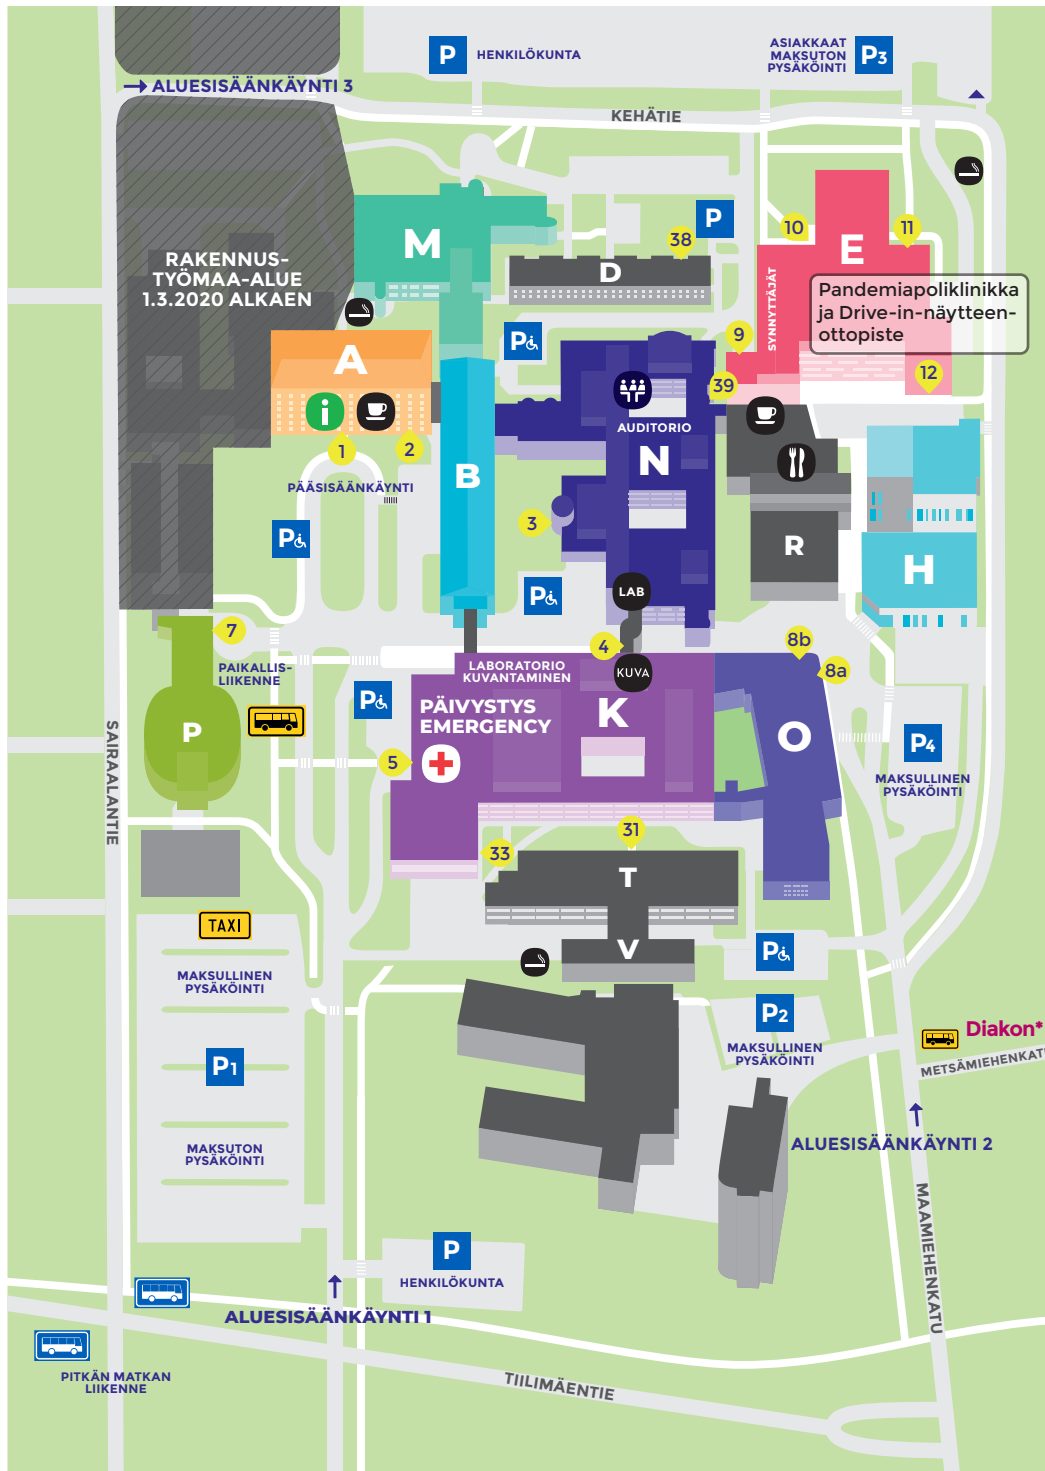 P HENKILÖKUNTA
ASIAKKAAT
MAKSUTON
PYSÄKÖINTI
P3
→ ALUESISÄÄNKÄYNTI 3
KEHÄTIE
M
P
38
D
10
E
11
RAKENNUS-
TYÖMAA-ALUE
1.3.2020 ALKAEN
SYNNYTTÄJÄT
Pandemiapoliklinikka
ja Drive-in-näytteen-
ottopiste
9
12
39
P
A
i
1
2
PÄÄSISÄÄNKÄYNTI
B
AUDITORIO
N
3
P
R
H
P
LAB
7
PAIKALLIS-
LIIKENNE
4
8b
8a
LABORATORIO
KUVANTAMINEN
KUVA
P
PÄIVYSTYS
EMERGENCY
K
O
P
5
P4
MAKSULLINEN
PYSÄKÖINTI
SAIRAALANTIE
31
33
T
V
TAXI
P
MAKSULLINEN
PYSÄKÖINTI
P2
MAKSULLINEN
PYSÄKÖINTI
Diakon*
METSÄMIEHENKAT
P1
ALUESISÄÄNKÄYNTI 2
MAKSUTON
PYSÄKÖINTI
MAAMIEHENKATU
P
HENKILÖKUNTA
ALUESISÄÄNKÄYNTI 1
PITKÄN MATKAN
LIIKENNE
TIILIMÄENTIE